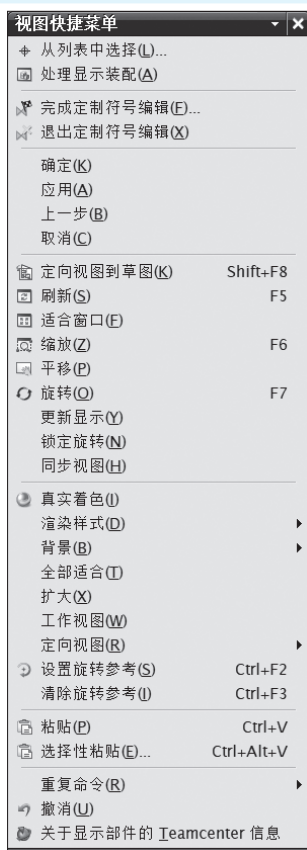 视图快捷菜单
从列表中选择(L)...
处理显示装配(A)
完成定制符号编辑(F)...
退出定制符号编辑(X)
确定(K)
应用(A)
上一步(B)
取消(C)
定向视图到草图(K) Shift+F8
刷新(S) F5
适合窗口(F)
缩放(Z) F6
平移(P)
旋转(O) F7
更新显示(Y)
锁定旋转(N)
同步视图(H)
真实着色(I)
渲染样式(D)
背景(B)
全部适合(T)
扩大(X)
工作视图(W)
定向视图(R)
设置旋转参考(S) Ctrl+F2
清除旋转参考(I) Ctrl+F3
粘贴(P) Ctrl+V
选择性粘贴(E)... Ctrl+Alt+V
重复命令(R)
撤消(U)
关于显示部件的 Teamcenter 信息